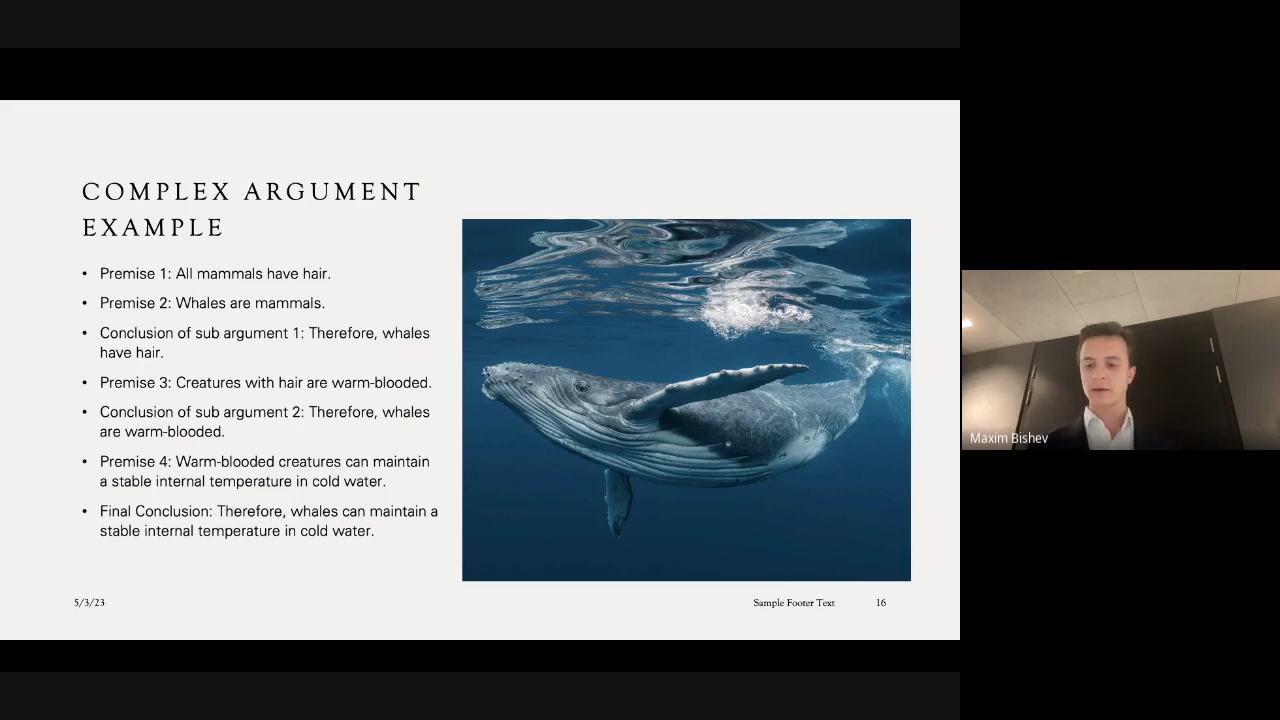 COMPLEX ARGUMENT
EXAMPLE
• Premise 1: All mammals have hair.
• Premise 2: Whales are mammals.
• Conclusion of sub argument 1: Therefore, whales
have hair.
• Premise 3: Creatures with hair are warm-blooded.
• Conclusion of sub argument 2: Therefore, whales
are warm-blooded.
• Premise 4: Warm-blooded creatures can maintain
a stable internal temperature in cold water.
• Final Conclusion: Therefore, whales can maintain a
stable internal temperature in cold water.
5/3/23
Sample Footer Text 16
Maxim Bishev